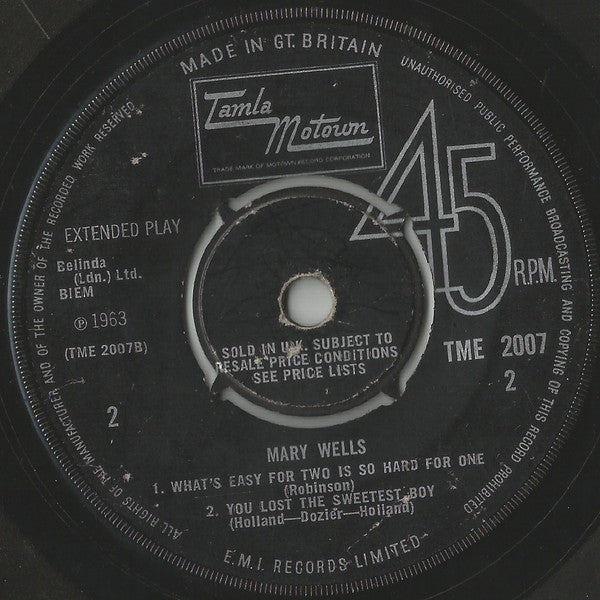 MADE IN GT. BRITAIN
UNAUTHORISED PUBLIC PERFORMANCE BROADCASTING AND COPYING OF THIS RECORD PROHIBITED
ALL RIGHTS OF THE MANUFACTURER AND OF THE OWNER OF THE RECORDED WORK RESERVED
Tamla
Motown
TRADE MARK OF MOTOWN RECORD CORPORATION
45
R.P.M.
EXTENDED PLAY
Belinda
(Ldn.) Ltd.
BIEM
℗ 1963
(TME 2007B)
SOLD IN U.K. SUBJECT TO
RESALE PRICE CONDITIONS
SEE PRICE LISTS
TME 2007
2
2
MARY WELLS
1. WHAT'S EASY FOR TWO IS SO HARD FOR ONE
(Robinson)
2. YOU LOST THE SWEETEST BOY
(Holland—Dozier—Holland)
E.M.I. RECORDS LIMITED